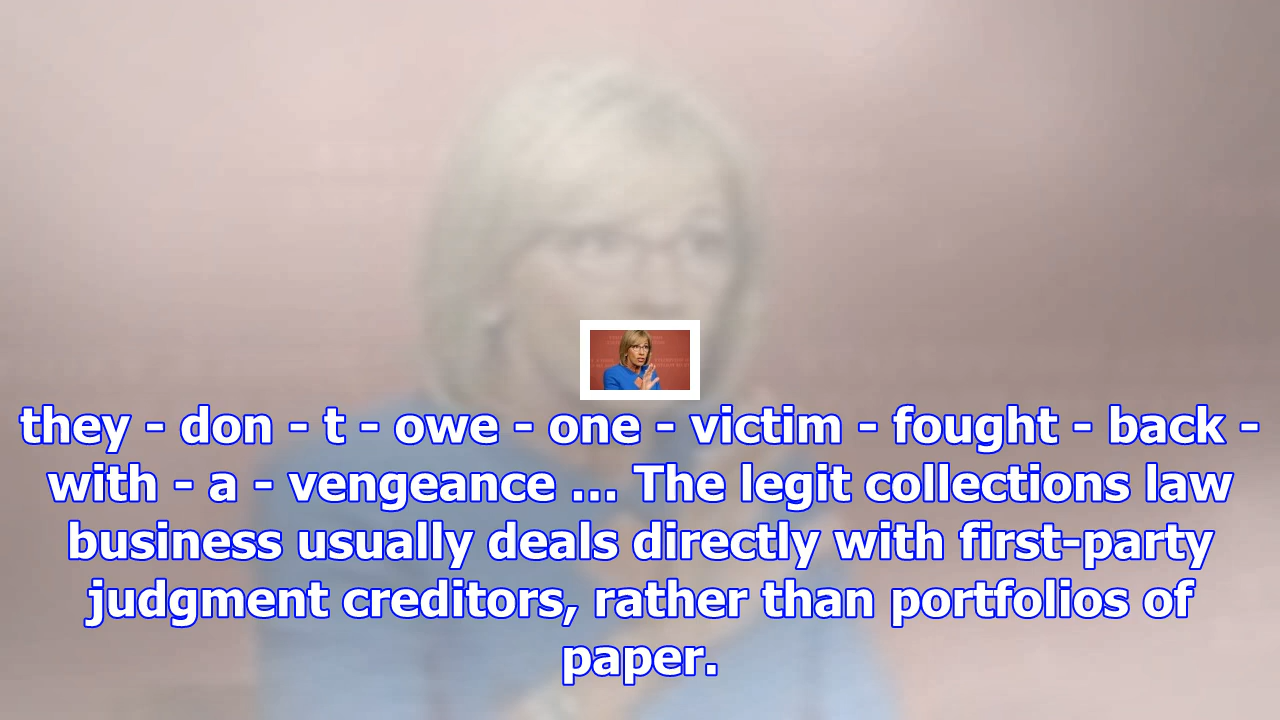 they - don - t - owe - one - victim - fought - back -
with - a - vengeance ... The legit collections law
business usually deals directly with first-party
judgment creditors, rather than portfolios of
paper.